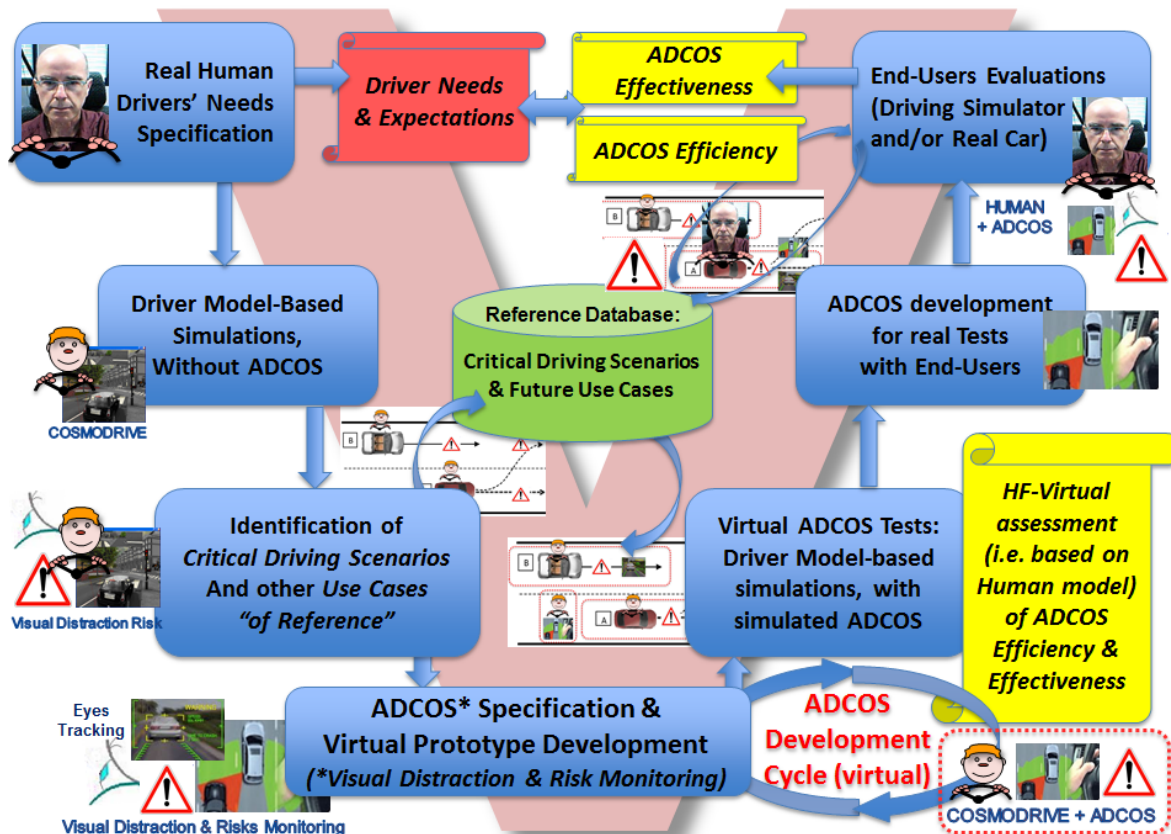 Real Human
Drivers' Needs
Specification
Driver Needs
& Expectations
ADCOS
Effectiveness
ADCOS Efficiency
End-Users Evaluations
(Driving Simulator
and/or Real Car)
HUMAN
+ ADCOS
B
A
Driver Model-Based
Simulations,
Without ADCOS
COSMODRIVE
Reference Database:
Critical Driving Scenarios
& Future Use Cases
ADCOS development
for real Tests
with End-Users
B
Identification of
Critical Driving Scenarios
And other Use Cases
"of Reference"
Visual Distraction Risk
B
A
Virtual ADCOS Tests:
Driver Model-based
simulations, with
simulated ADCOS
HF-Virtual
assessment
(i.e. based on
Human model)
of ADCOS
Efficiency &
Effectiveness
Eyes
Tracking
WARNING
Visual Distraction & Risks Monitoring
ADCOS* Specification &
Virtual Prototype Development
(*Visual Distraction & Risk Monitoring)
ADCOS
Development
Cycle (virtual)
COSMODRIVE + ADCOS